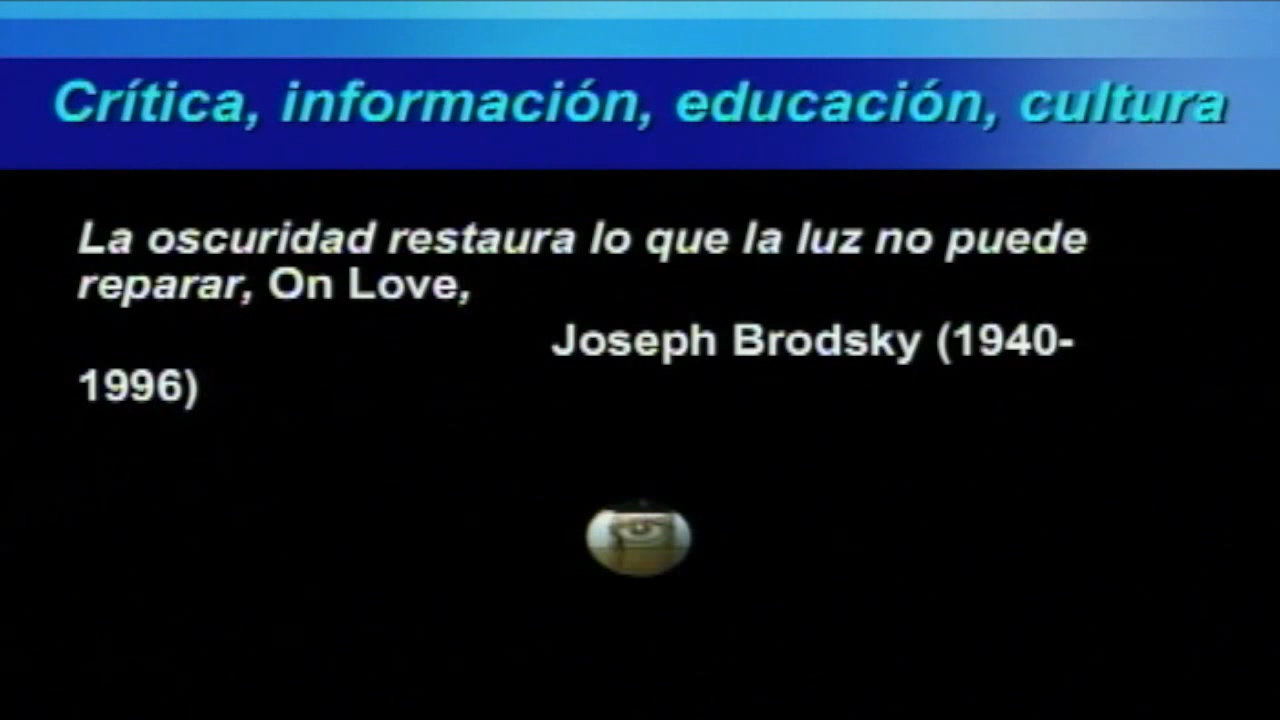 Crítica, información, educación, cultura
La oscuridad restaura lo que la luz no puede
reparar, On Love,
Joseph Brodsky (1940-
1996)